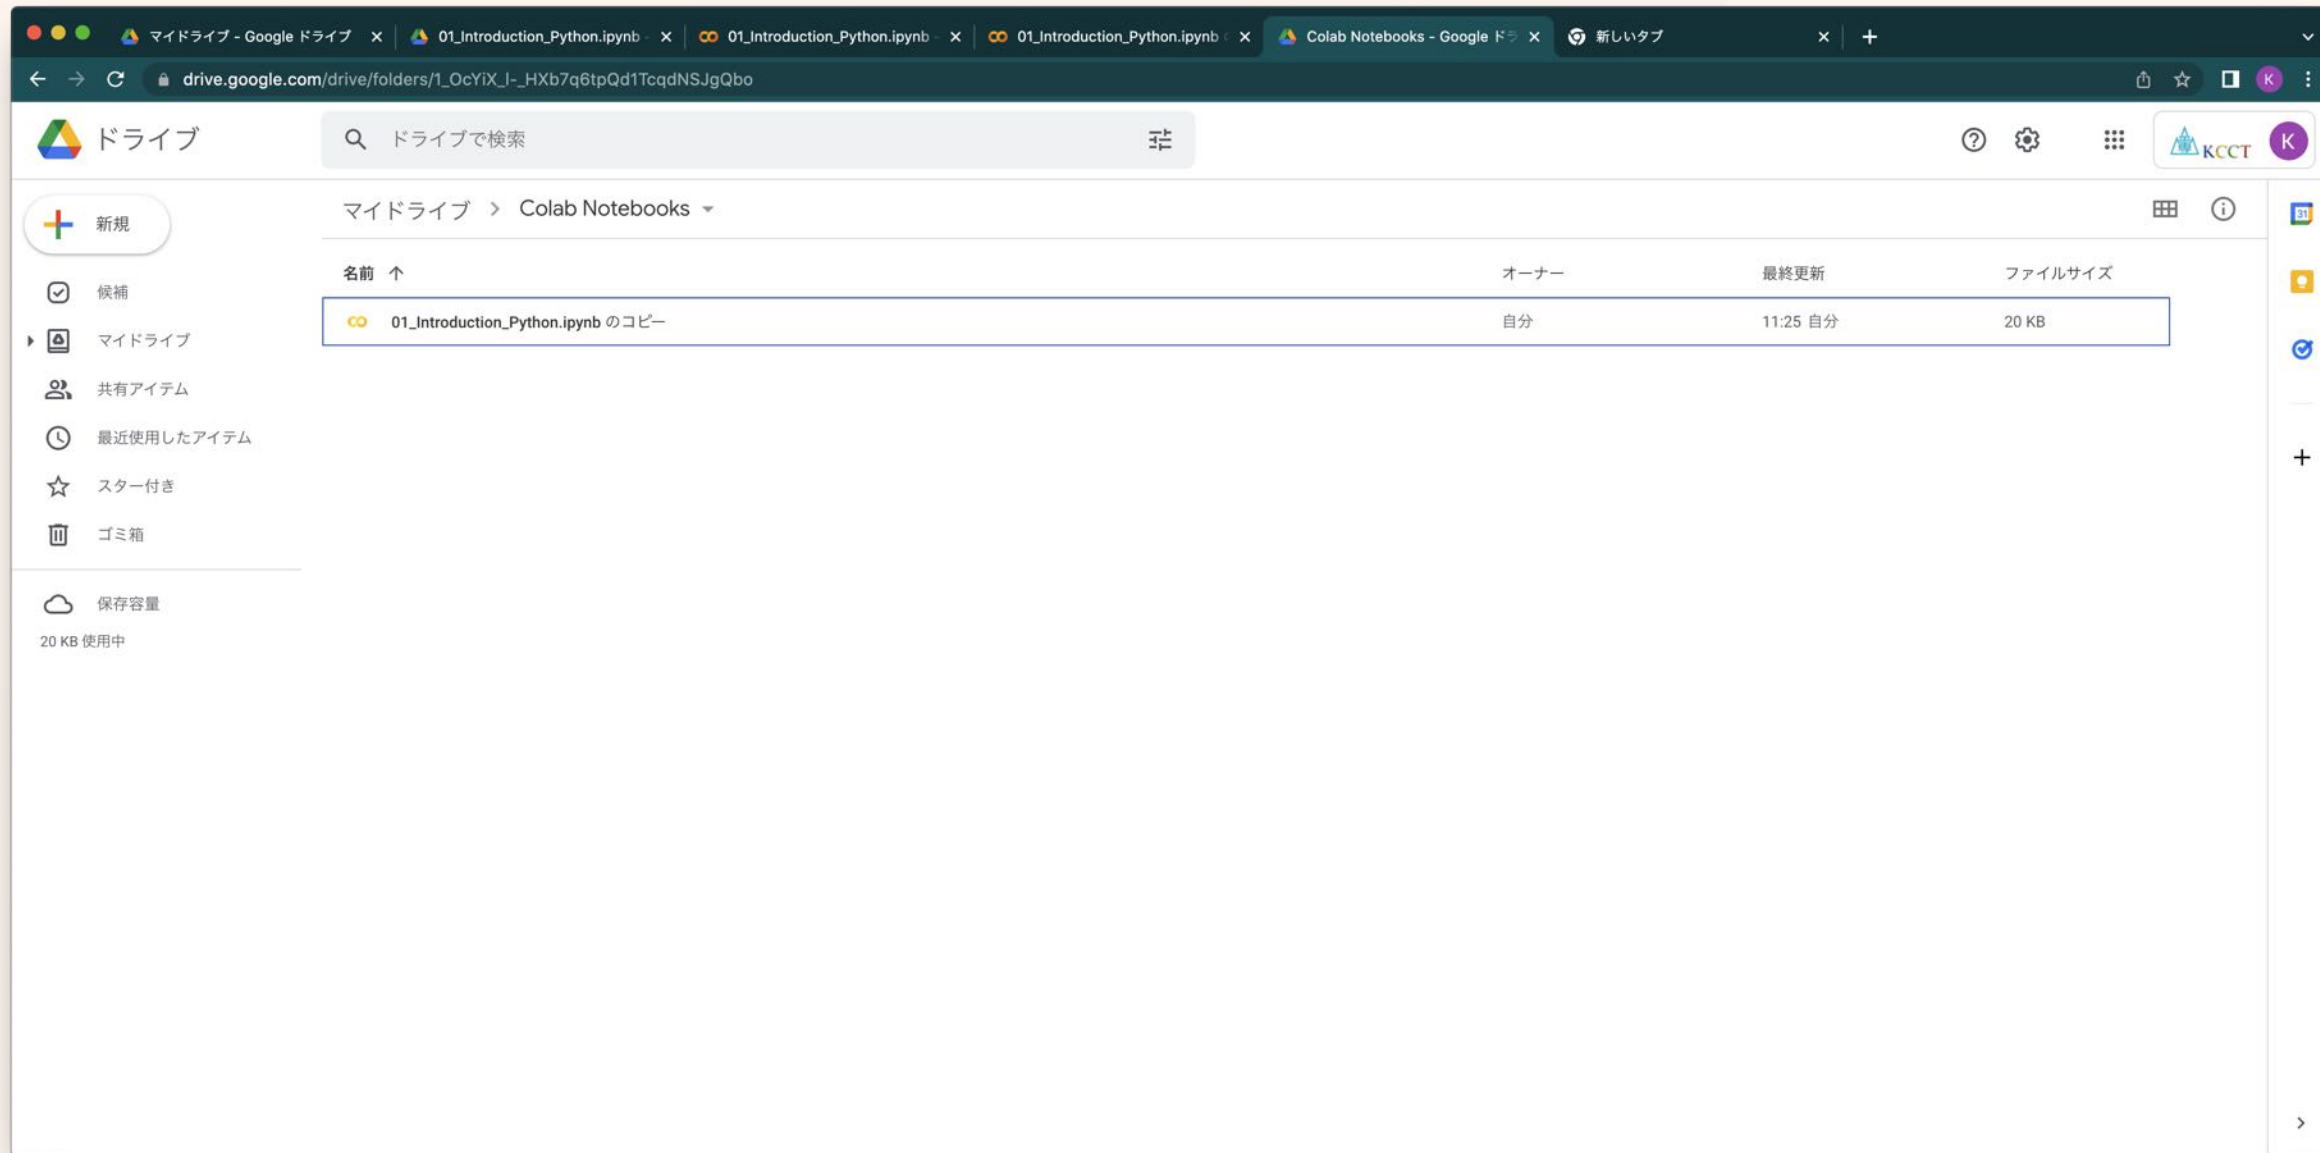 マイドライブ - Google ドライブ
01_Introduction_Python.ipynb -
01_Introduction_Python.ipynb -
01_Introduction_Python.ipynb
Colab Notebooks - Google ドラ
新しいタブ
drive.google.com/drive/folders/1_OcYiX_I-_HXb7q6tpQd1TcqdNSJgQbo
K
ドライブ
ドライブで検索
KCCT
K
新規
マイドライブ > Colab Notebooks
31
名前 オーナー 最終更新 ファイルサイズ
01_Introduction_Python.ipynb のコピー 自分 11:25 自分 20 KB
候補
マイドライブ
共有アイテム
最近使用したアイテム
スター付き
ゴミ箱
保存容量
20 KB 使用中